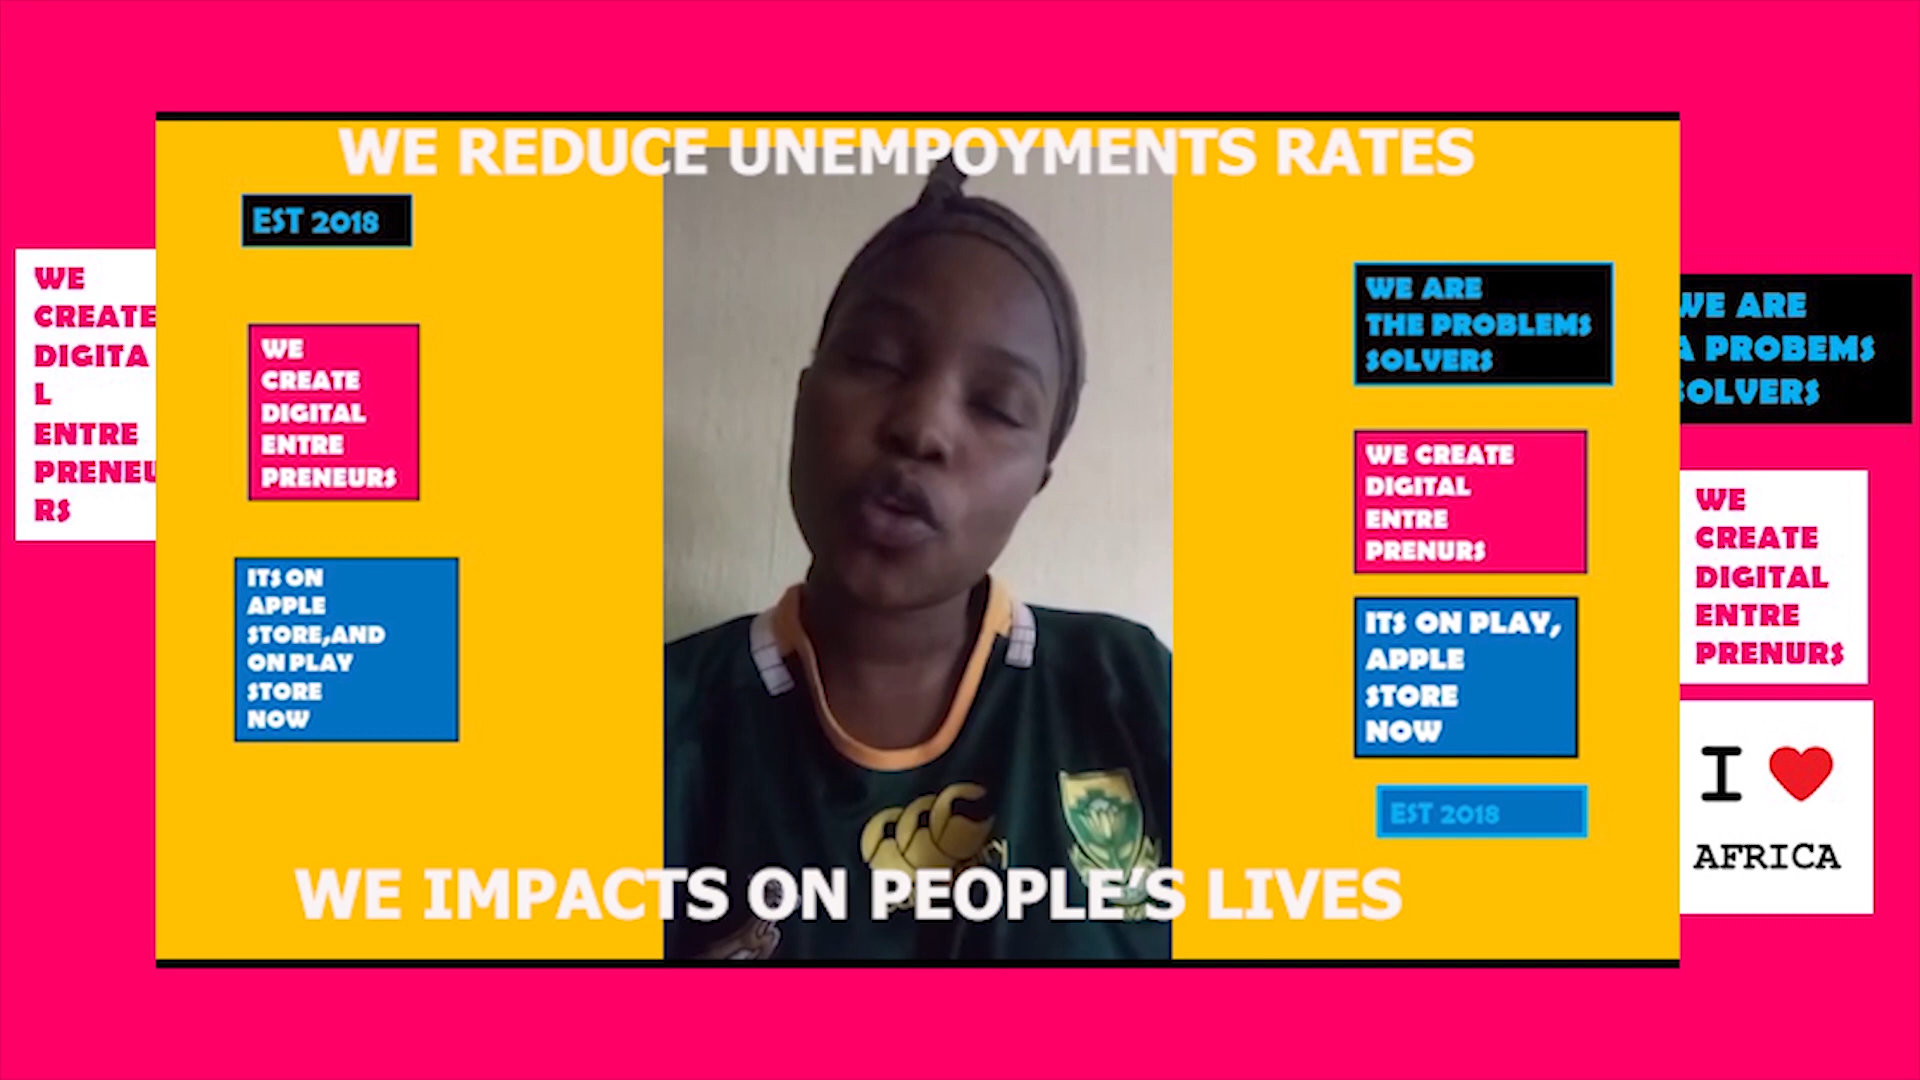 WE REDUCE UNEMPOYMENTS RATES
EST 2018
WE
CREATE
DIGITA
L
ENTRE
PRENEU
RS
WE
CREATE
DIGITAL
ENTRE
PRENEURS
ITS ON
APPLE
STORE,AND
ON PLAY
STORE
NOW
WE ARE
THE PROBLEMS
SOLVERS
WE CREATE
DIGITAL
ENTRE
PRENURS
ITS ON PLAY,
APPLE
STORE
NOW
EST 2018
WE ARE
A PROBEMS
SOLVERS
WE
CREATE
DIGITAL
ENTRE
PRENURS
I ❤
AFRICA
WE IMPACTS ON PEOPLE'S LIVES